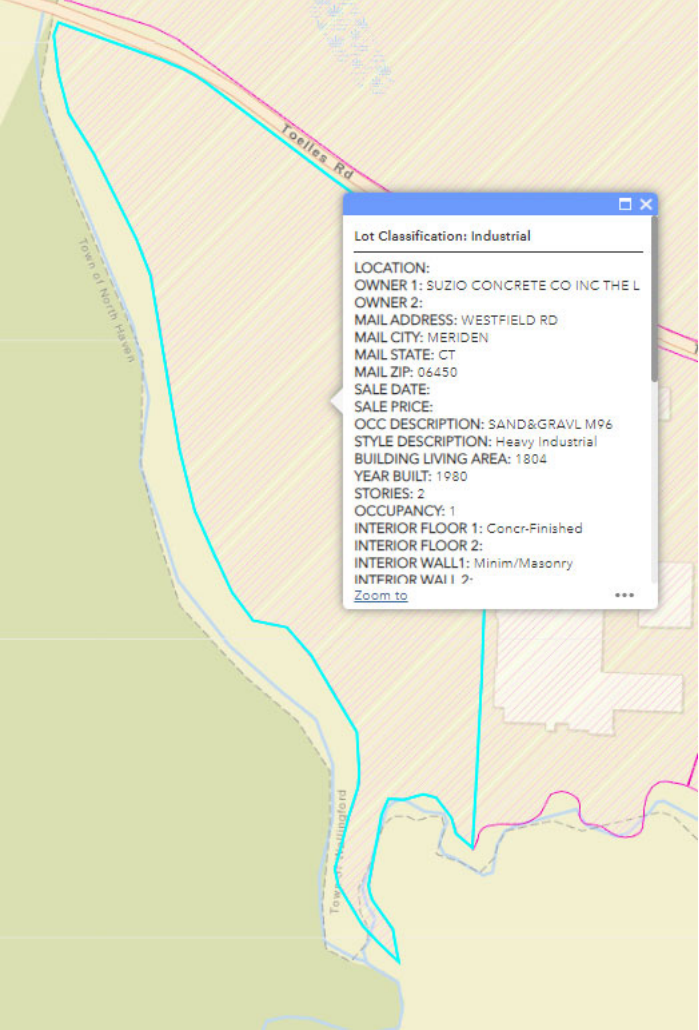 Toelles Rd
Town of North Haven
Lot Classification: Industrial
LOCATION:
OWNER 1: SUZIO CONCRETE CO INC THE L
OWNER 2:
MAIL ADDRESS: WESTFIELD RD
MAIL CITY: MERIDEN
MAIL STATE: CT
MAIL ZIP: 06450
SALE DATE:
SALE PRICE:
OCC DESCRIPTION: SAND&GRAVL M96
STYLE DESCRIPTION: Heavy Industrial
BUILDING LIVING AREA: 1804
YEAR BUILT: 1980
STORIES: 2
OCCUPANCY: 1
INTERIOR FLOOR 1: Concr-Finished
INTERIOR FLOOR 2:
INTERIOR WALL1: Minim/Masonry
INTERIOR WALL 2:
Zoom to
Town of Wallingford